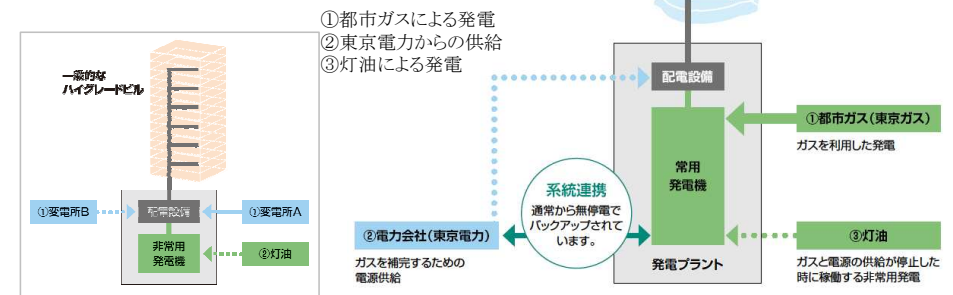 ①都市ガスによる発電
②東京電力からの供給
③灯油による発電
一般的な
ハイグレードビル
①変電所B
配電設備
①変電所A
非常用
発電機
②灯油
配電設備
①都市ガス(東京ガス)
ガスを利用した発電
常用
発電機
系統連携
通常から無停電で
バックアップされて
います。
②電力会社(東京電力)
ガスを補完するための
電源供給
③灯油
ガスと電源の供給が停止した
時に稼働する非常用発電
発電プラント